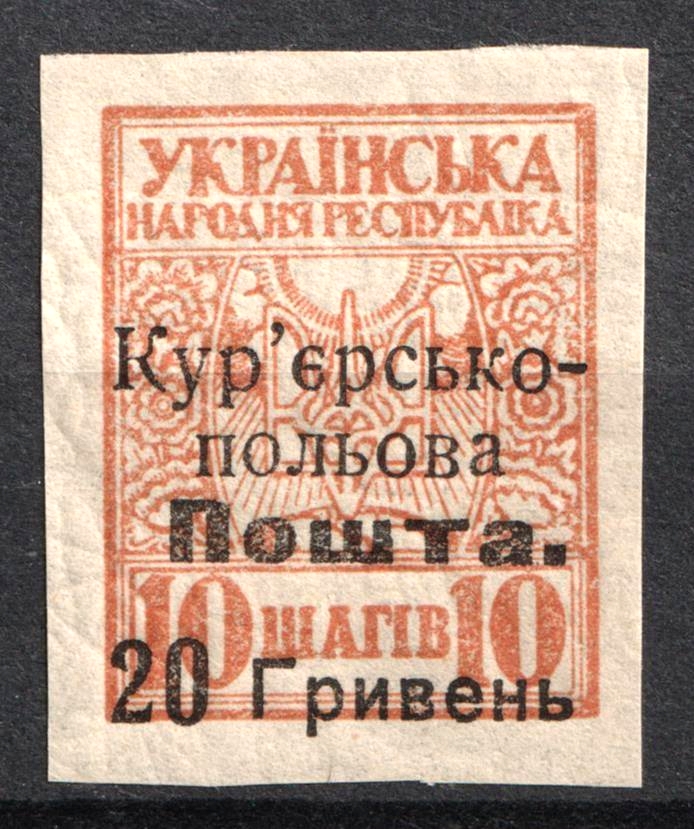 УКРАЇНСЬКА
НАРОДНЯ РЕСПУБЛІКА
Кур’єрсько-
польова
Пошта.
10 ШАГІВ 10
20 Гривень